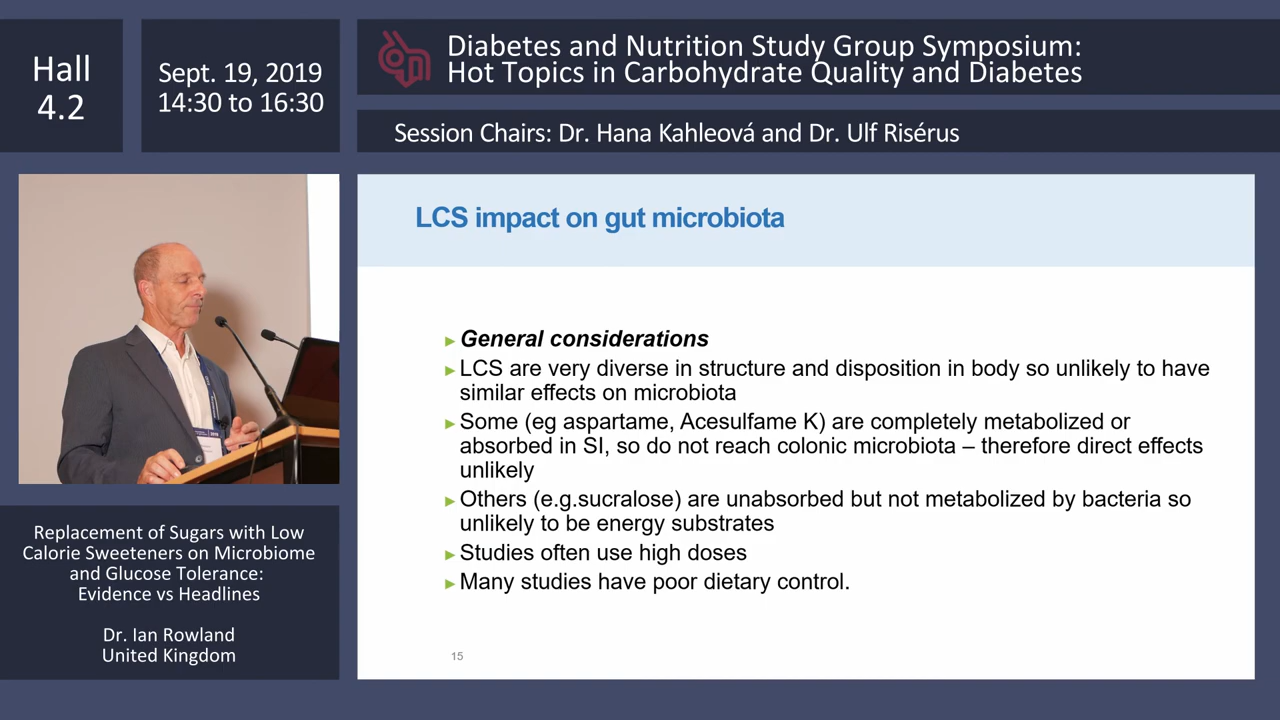 Hall
4.2
Sept. 19, 2019
14:30 to 16:30
Diabetes and Nutrition Study Group Symposium:
Hot Topics in Carbohydrate Quality and Diabetes
Session Chairs: Dr. Hana Kahleová and Dr. Ulf Risérus
LCS impact on gut microbiota
General considerations
LCS are very diverse in structure and disposition in body so unlikely to have
similar effects on microbiota
Some (eg aspartame, Acesulfame K) are completely metabolized or
absorbed in SI, so do not reach colonic microbiota – therefore direct effects
unlikely
Others (e.g.sucralose) are unabsorbed but not metabolized by bacteria so
unlikely to be energy substrates
Studies often use high doses
Many studies have poor dietary control.
15
Replacement of Sugars with Low
Calorie Sweeteners on Microbiome
and Glucose Tolerance:
Evidence vs Headlines
Dr. Ian Rowland
United Kingdom